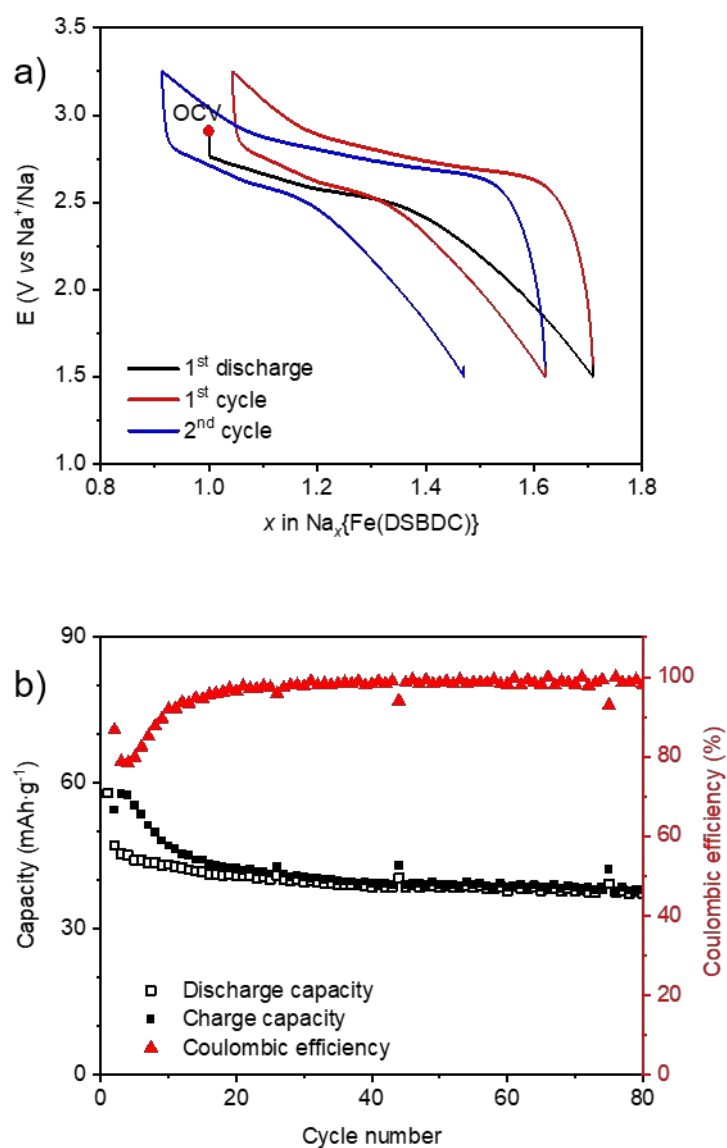 a)
3.5
3.0
2.5
2.0
1.5
1.0
E (V vs Na⁺/Na)
OCV
1ˢᵗ discharge
1ˢᵗ cycle
2ⁿᵈ cycle
0.8 1.0 1.2 1.4 1.6 1.8
x in Naₓ{Fe(DSBDC)}
b)
90
60
30
0
Capacity (mAh·g⁻¹)
100
80
60
40
20
0
Coulombic efficiency (%)
Discharge capacity
Charge capacity
Coulombic efficiency
0 20 40 60 80
Cycle number